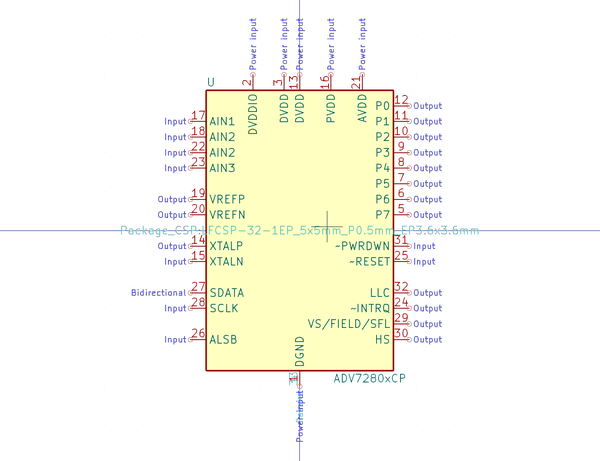 Power input Power input Power input Power input Power input
2 3 13 16 21
U
DVDDIO DVDD DVDD PVDD AVDD
P0 12 Output
Input 17 AIN1 P1 11 Output
Input 18 AIN2 P2 10 Output
Input 22 AIN2 P3 9 Output
Input 23 AIN3 P4 8 Output
P5 7 Output
Output 19 VREFP P6 6 Output
Output 20 VREFN P7 5 Output
Package_CSP:LFCSP-32-1EP_5x5mm_P0.5mm_EP3.6x3.6mm
Output 14 XTALP ~PWRDWN 31 Input
Input 15 XTALN ~RESET 25 Input
Bidirectional 27 SDATA LLC 32 Output
Input 28 SCLK ~INTRQ 24 Output
VS/FIELD/SFL 29 Output
Input 26 ALSB HS 30 Output
DGND
ADV7280xCP
Power input